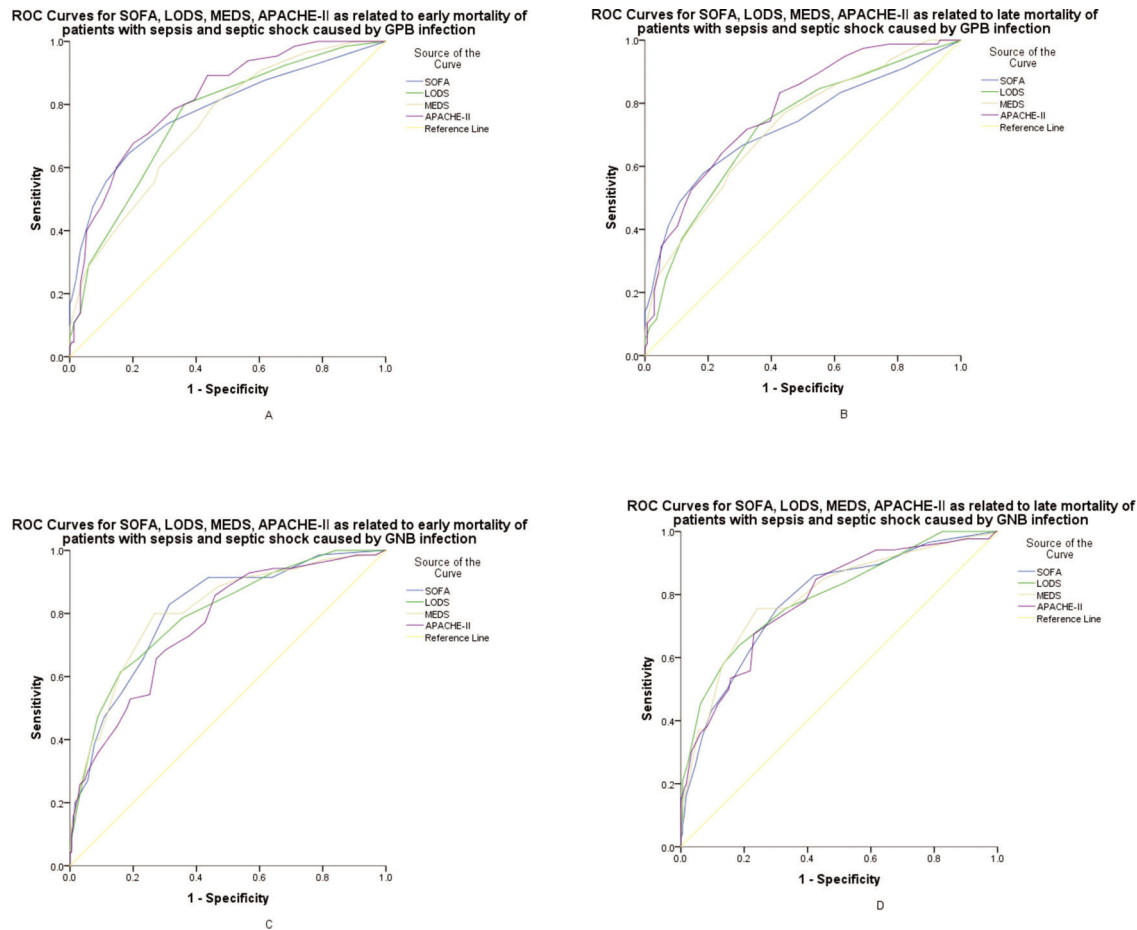 ROC Curves for SOFA, LODS, MEDS, APACHE-II as related to early mortality of
patients with sepsis and septic shock caused by GPB infection
Source of the
Curve
SOFA
LODS
MEDS
APACHE-II
Reference Line
1.0
0.8
0.6
0.4
0.2
0.0
Sensitivity
0.0 0.2 0.4 0.6 0.8 1.0
1 - Specificity
A
ROC Curves for SOFA, LODS, MEDS, APACHE-II as related to late mortality of
patients with sepsis and septic shock caused by GPB infection
Source of the
Curve
SOFA
LODS
MEDS
APACHE-II
Reference Line
1.0
0.8
0.6
0.4
0.2
0.0
Sensitivity
0.0 0.2 0.4 0.6 0.8 1.0
1 - Specificity
B
ROC Curves for SOFA, LODS, MEDS, APACHE-II as related to early mortality of
patients with sepsis and septic shock caused by GNB infection
Source of the
Curve
SOFA
LODS
MEDS
APACHE-II
Reference Line
1.0
0.8
0.6
0.4
0.2
0.0
Sensitivity
0.0 0.2 0.4 0.6 0.8 1.0
1 - Specificity
C
ROC Curves for SOFA, LODS, MEDS, APACHE-II as related to late mortality of
patients with sepsis and septic shock caused by GNB infection
Source of the
Curve
SOFA
LODS
MEDS
APACHE-II
Reference Line
1.0
0.8
0.6
0.4
0.2
0.0
Sensitivity
0.0 0.2 0.4 0.6 0.8 1.0
1 - Specificity
D